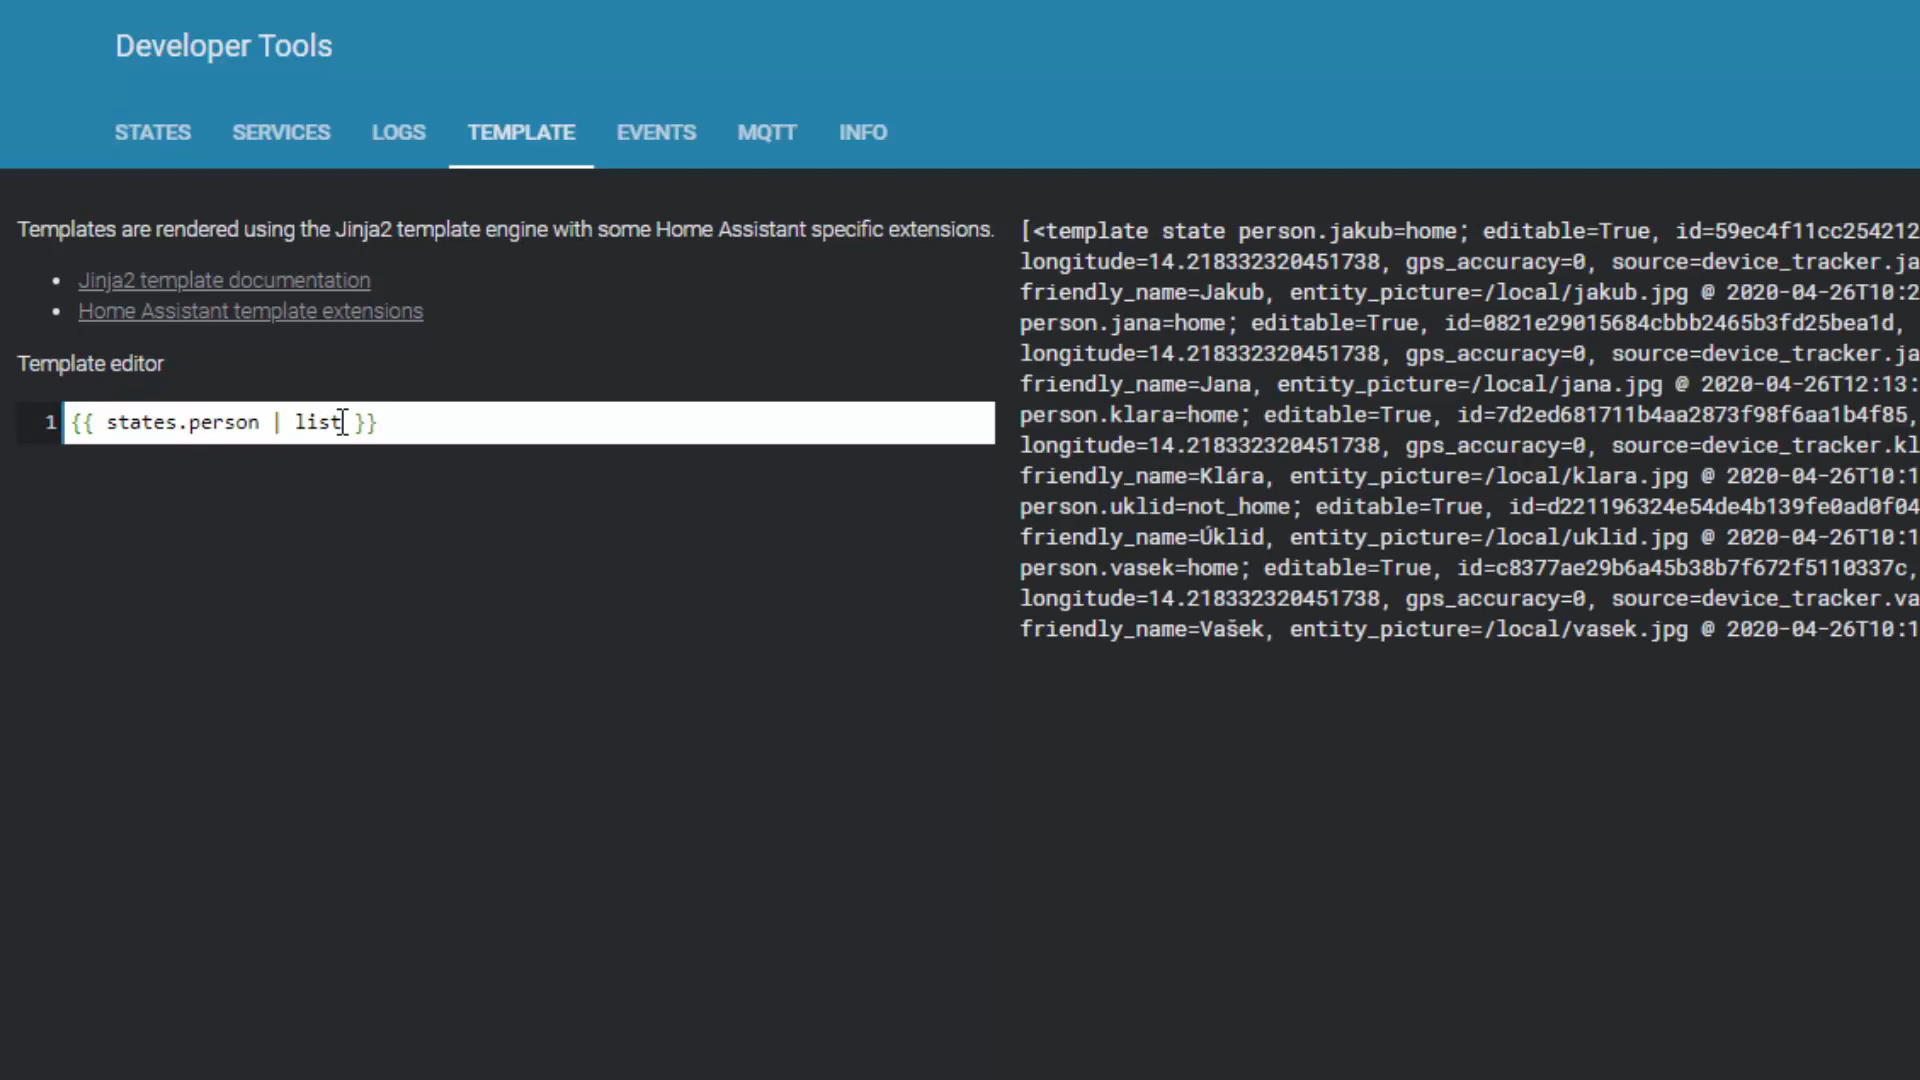 Developer Tools
STATES SERVICES LOGS TEMPLATE EVENTS MQTT INFO
Templates are rendered using the Jinja2 template engine with some Home Assistant specific extensions.
Jinja2 template documentation
Home Assistant template extensions
Template editor
1 {{ states.person | list }}
[<template state person.jakub=home; editable=True, id=59ec4f11cc254212
longitude=14.218332320451738, gps_accuracy=0, source=device_tracker.ja
friendly_name=Jakub, entity_picture=/local/jakub.jpg @ 2020-04-26T10:2
person.jana=home; editable=True, id=0821e29015684cbbb2465b3fd25bea1d,
longitude=14.218332320451738, gps_accuracy=0, source=device_tracker.ja
friendly_name=Jana, entity_picture=/local/jana.jpg @ 2020-04-26T12:13:
person.klara=home; editable=True, id=7d2ed681711b4aa2873f98f6aa1b4f85,
longitude=14.218332320451738, gps_accuracy=0, source=device_tracker.kl
friendly_name=Klára, entity_picture=/local/klara.jpg @ 2020-04-26T10:1
person.uklid=not_home; editable=True, id=d221196324e54de4b139fe0ad0f04
friendly_name=Úklid, entity_picture=/local/uklid.jpg @ 2020-04-26T10:1
person.vasek=home; editable=True, id=c8377ae29b6a45b38b7f672f5110337c,
longitude=14.218332320451738, gps_accuracy=0, source=device_tracker.va
friendly_name=Vašek, entity_picture=/local/vasek.jpg @ 2020-04-26T10:1